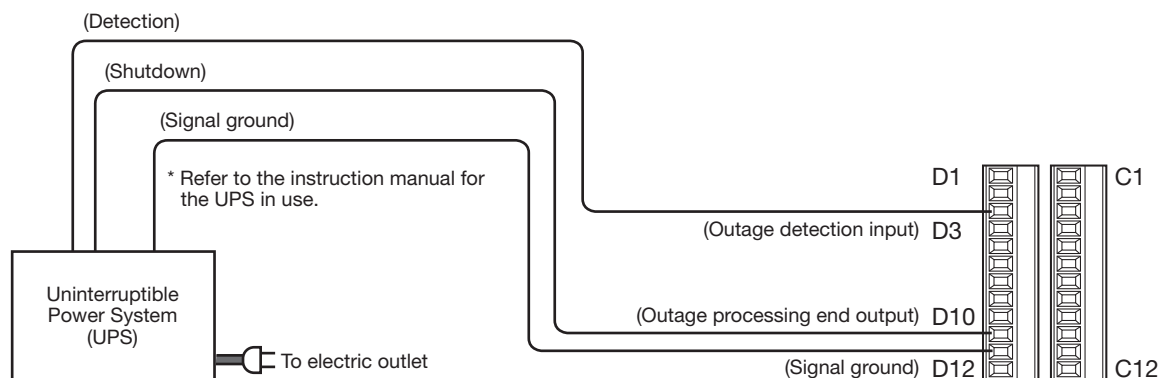 (Detection)
(Shutdown)
(Signal ground)
* Refer to the instruction manual for
the UPS in use.
D1
C1
(Outage detection input) D3
Uninterruptible
Power System
(UPS)
(Outage processing end output) D10
To electric outlet
(Signal ground) D12
C12